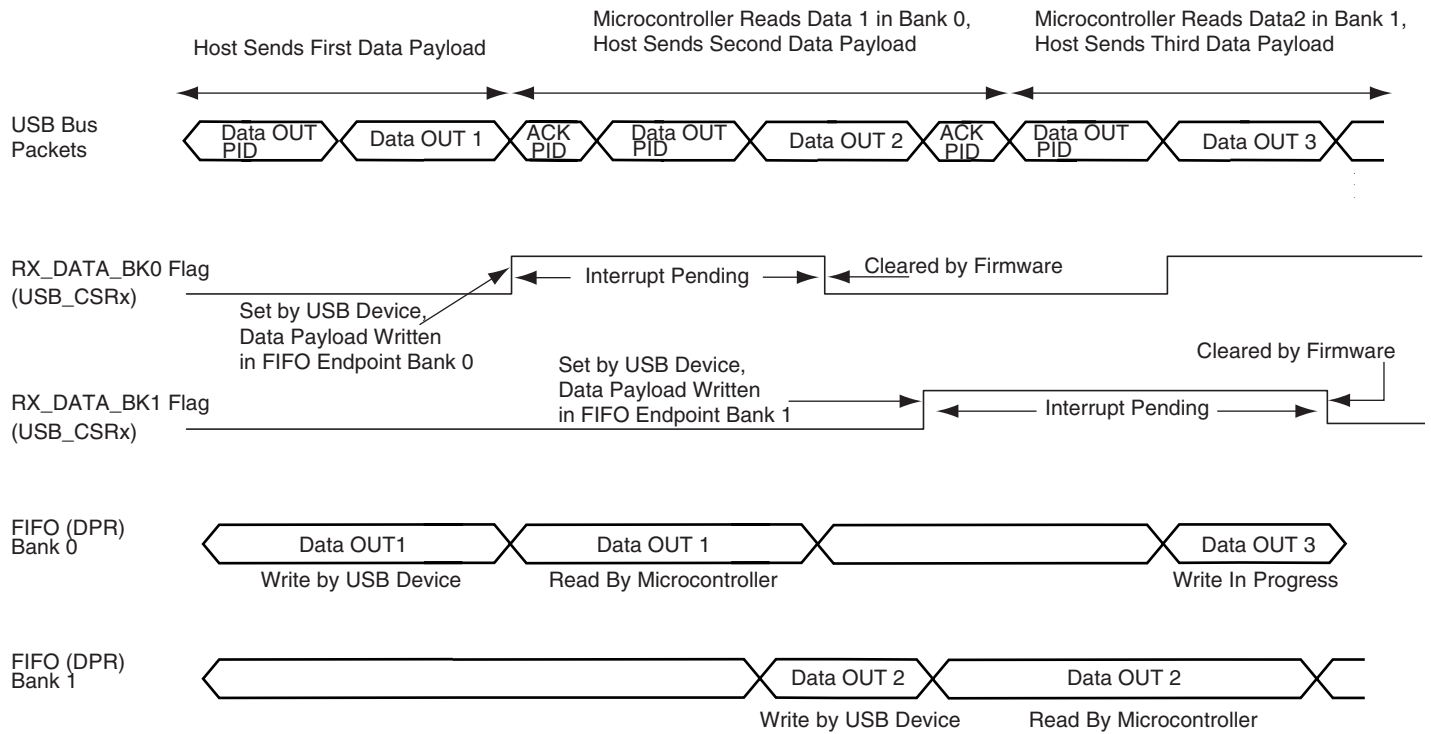 Host Sends First Data Payload
Microcontroller Reads Data 1 in Bank 0,
Host Sends Second Data Payload
Microcontroller Reads Data2 in Bank 1,
Host Sends Third Data Payload
USB Bus
Packets
Data OUT
PID
Data OUT 1
ACK
PID
Data OUT
PID
Data OUT 2
ACK
PID
Data OUT
PID
Data OUT 3
RX_DATA_BK0 Flag
(USB_CSRx)
Interrupt Pending
Cleared by Firmware
Set by USB Device,
Data Payload Written
in FIFO Endpoint Bank 0
Cleared by Firmware
Set by USB Device,
Data Payload Written
in FIFO Endpoint Bank 1
RX_DATA_BK1 Flag
(USB_CSRx)
Interrupt Pending
FIFO (DPR)
Bank 0
Data OUT1
Data OUT 1
Data OUT 3
Write by USB Device
Read By Microcontroller
Write In Progress
FIFO (DPR)
Bank 1
Data OUT 2
Data OUT 2
Write by USB Device
Read By Microcontroller